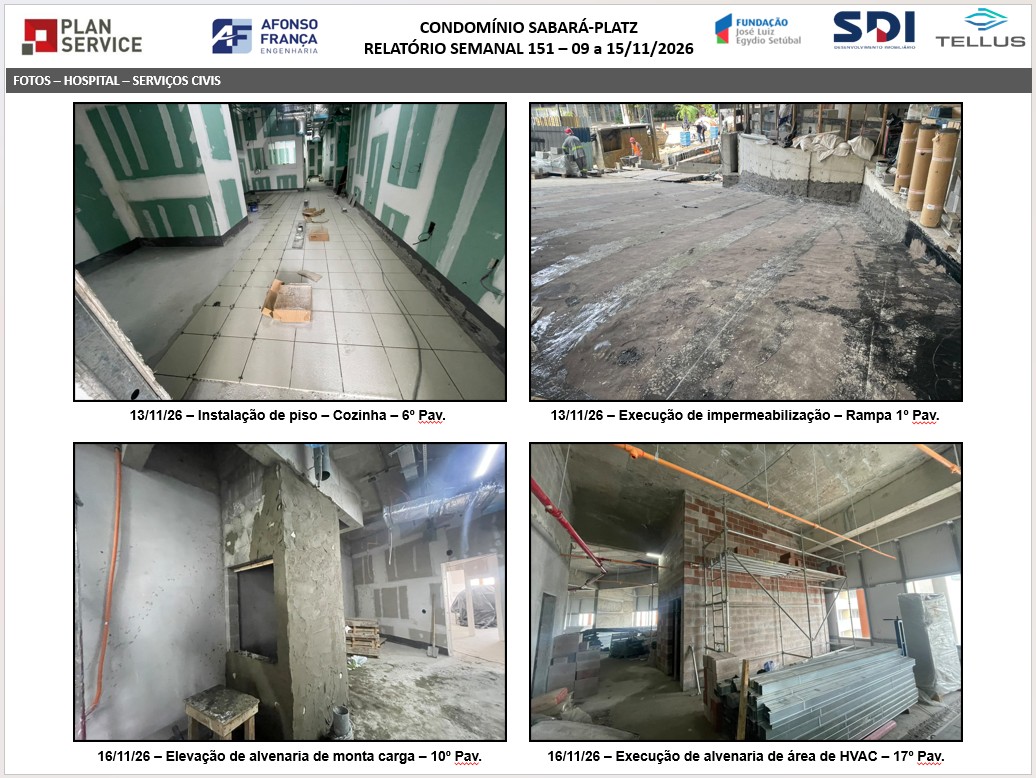 PLAN
SERVICE
AFONSO
FRANÇA
ENGENHARIA
CONDOMÍNIO SABARÁ-PLATZ
RELATÓRIO SEMANAL 151 – 09 a 15/11/2026
FUNDAÇÃO
José Luiz
Egydio Setúbal
SDI
DESENVOLVIMENTO IMOBILIÁRIO
TELLUS
FOTOS – HOSPITAL – SERVIÇOS CIVIS
13/11/26 – Instalação de piso – Cozinha – 6º Pav.
13/11/26 – Execução de impermeabilização – Rampa 1º Pav.
16/11/26 – Elevação de alvenaria de monta carga – 10º Pav.
16/11/26 – Execução de alvenaria de área de HVAC – 17º Pav.